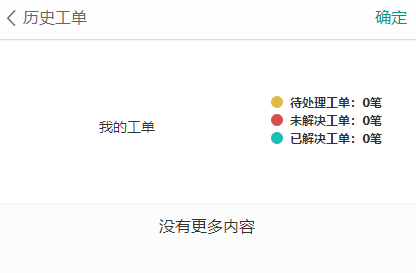 历史工单
确定
待处理工单：0笔
未解决工单：0笔
我的工单
已解决工单：0笔
没有更多内容